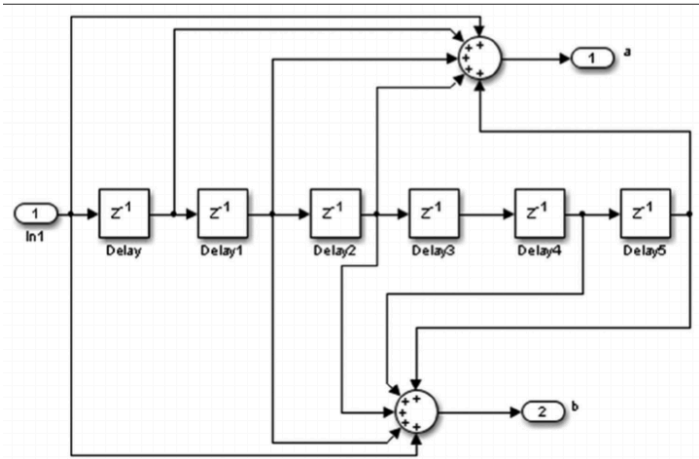 + +
+
+ +
1
a
1
In1
z-1
Delay
z-1
Delay1
z-1
Delay2
z-1
Delay3
z-1
Delay4
z-1
Delay5
+ +
+
+ +
2
b